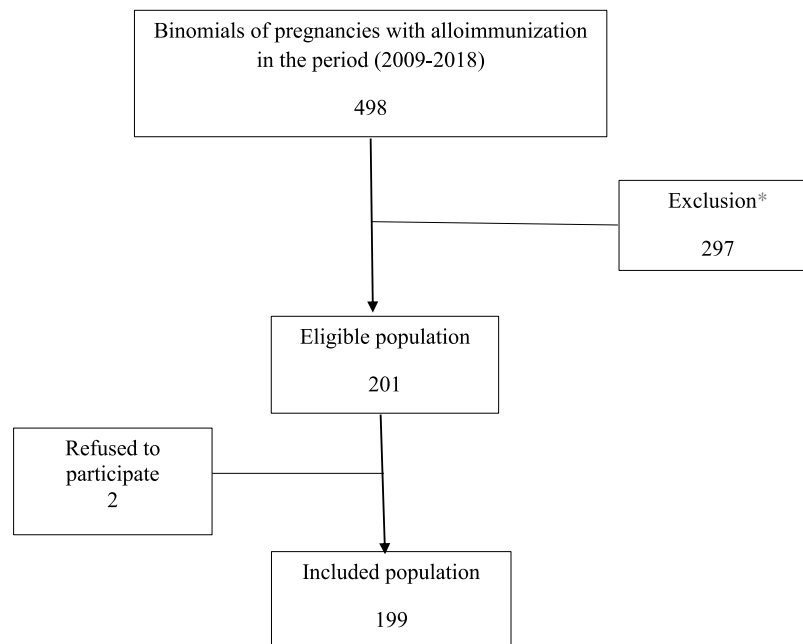 Binomials of pregnancies with alloimmunization
in the period (2009-2018)
498
Exclusion*
297
Eligible population
201
Refused to
participate
2
Included population
199